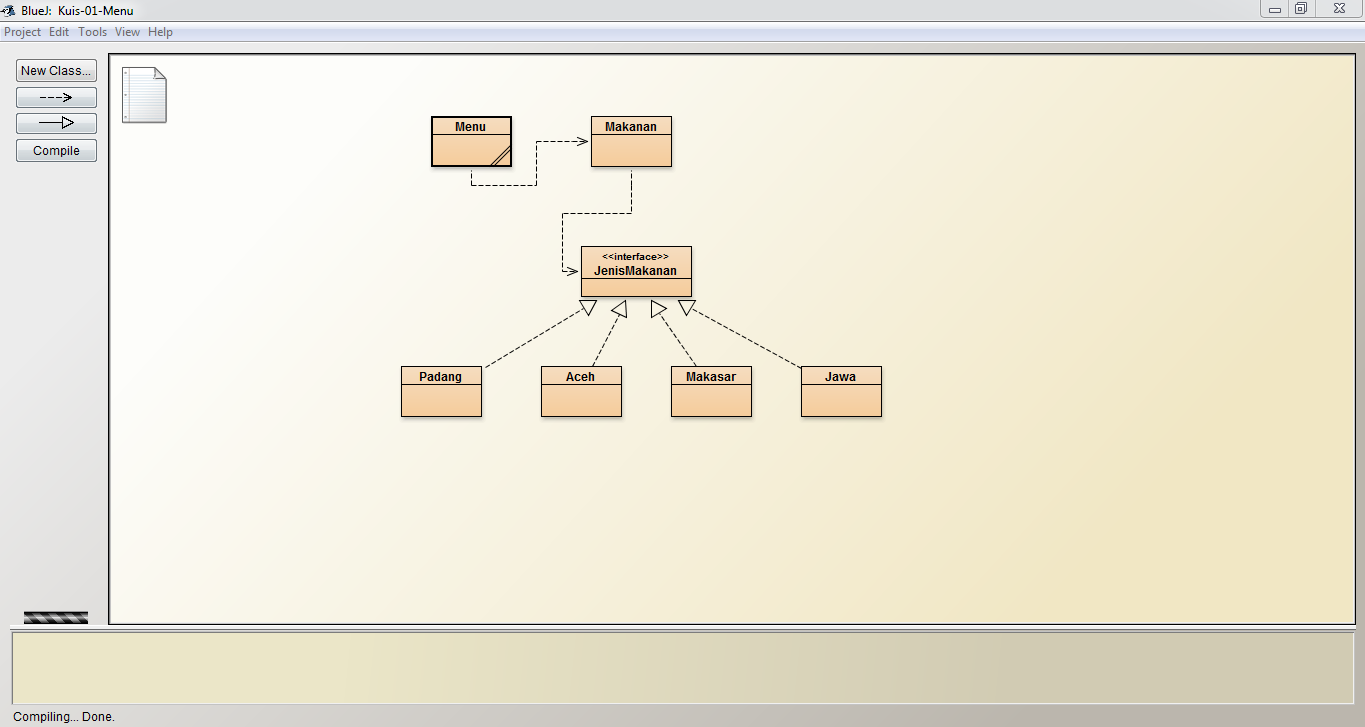 BlueJ: Kuis-01-Menu
Project Edit Tools View Help
New Class...
Compile
Menu
Makanan
<<interface>>
JenisMakanan
Padang
Aceh
Makasar
Jawa
Compiling... Done.